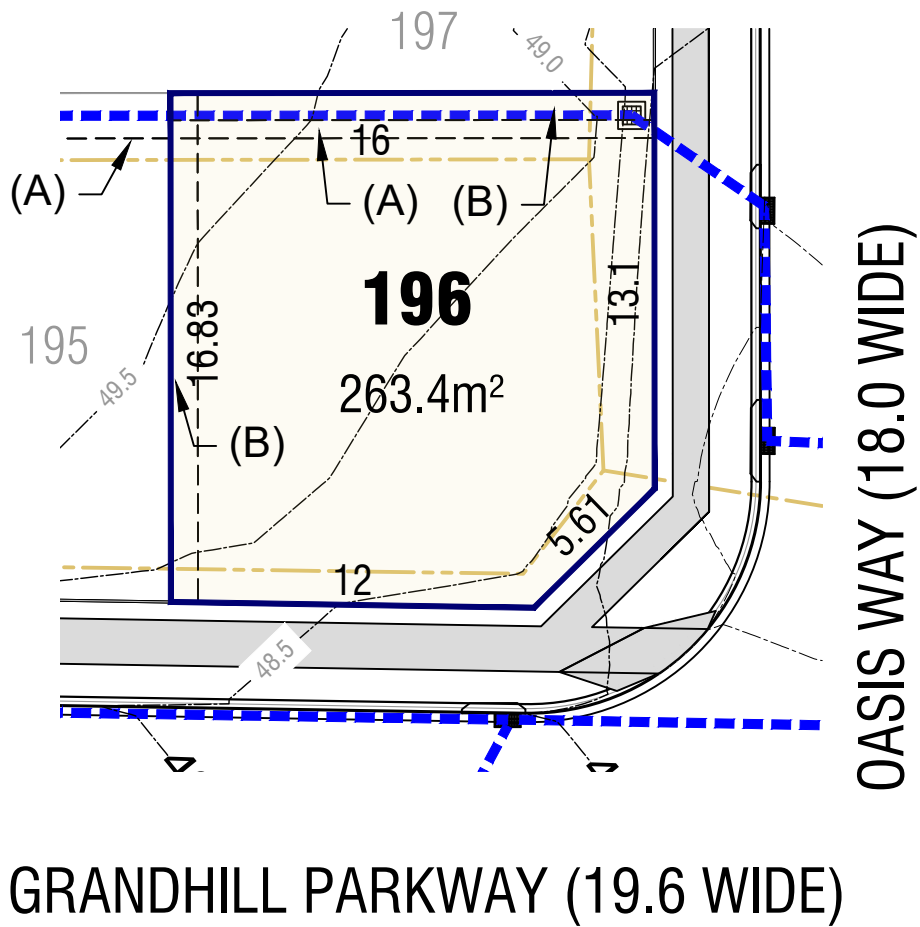 197
49.0
16
(A)
(A)
(B)
196
13.1
16.83
195
263.4m²
49.5
(B)
5.61
12
48.5
OASIS WAY (18.0 WIDE)
GRANDHILL PARKWAY (19.6 WIDE)